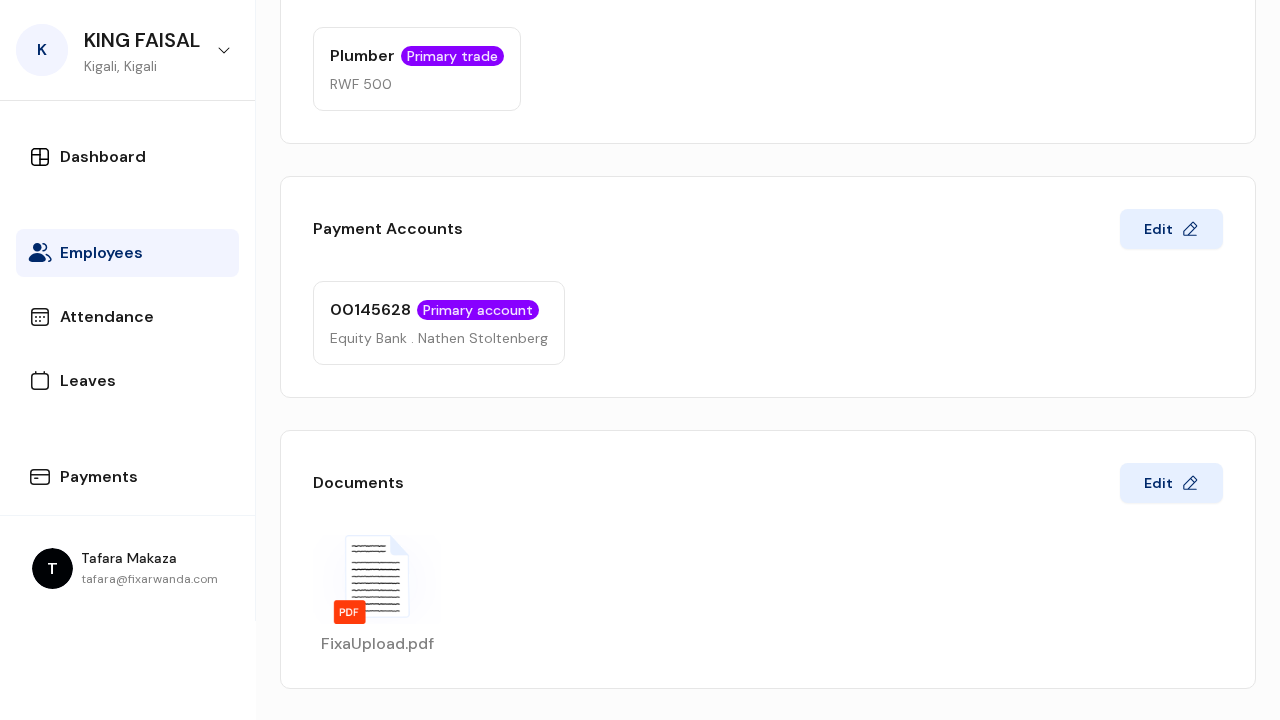 K
KING FAISAL
Kigali, Kigali
Dashboard
Employees
Attendance
Leaves
Payments
T
Tafara Makaza
tafara@fixarwanda.com
Plumber Primary trade
RWF 500
Payment Accounts
Edit
00145628 Primary account
Equity Bank . Nathen Stoltenberg
Documents
Edit
PDF
FixaUpload.pdf